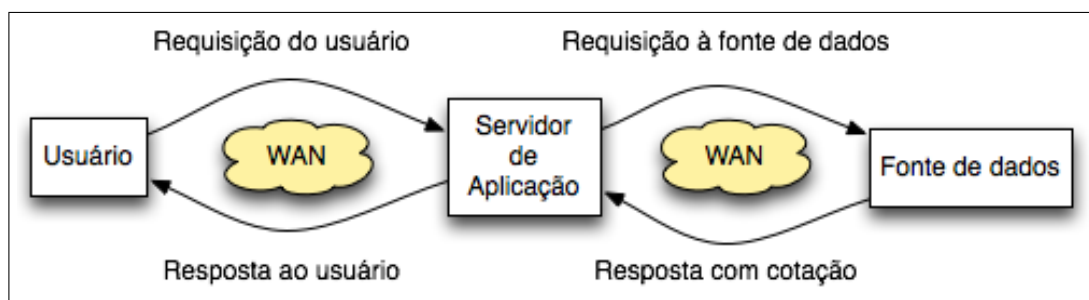 Requisição do usuário
Requisição à fonte de dados
Usuário
WAN
Servidor
de
Aplicação
WAN
Fonte de dados
Resposta ao usuário
Resposta com cotação